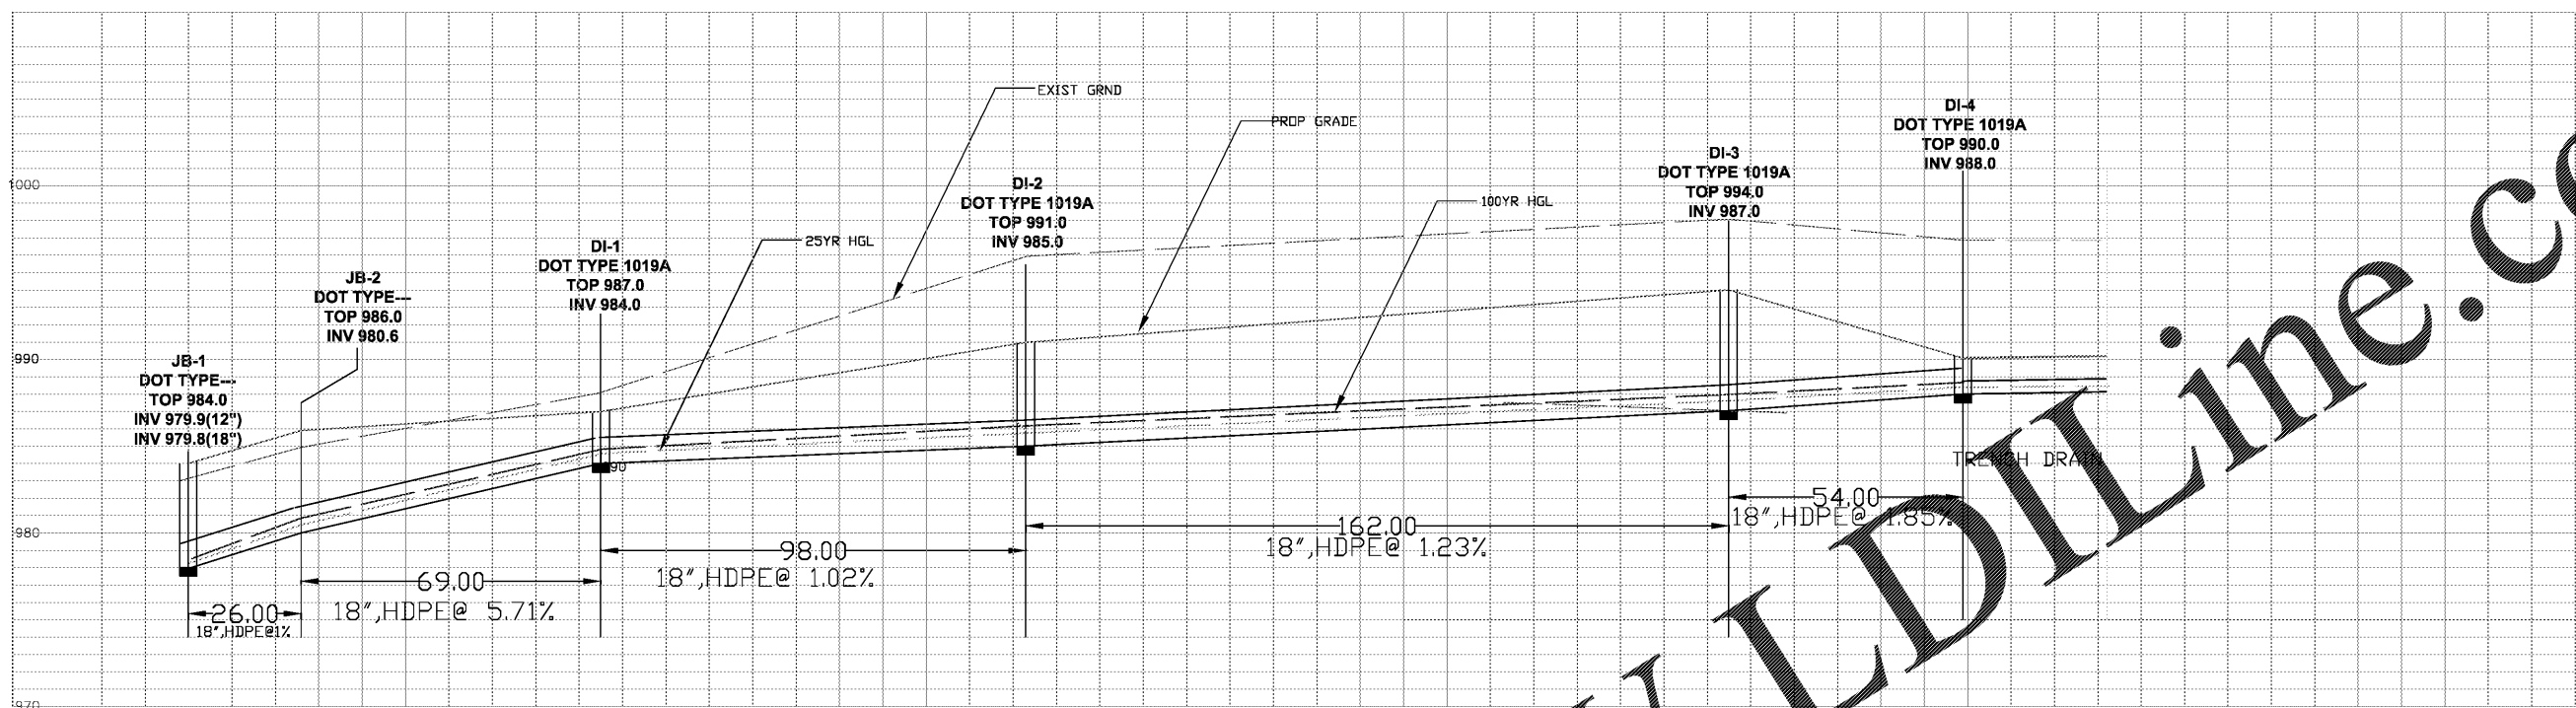 EXIST GRND
PROP GRADE
DI-4
DOT TYPE 1019A
TOP 990.0
INV 988.0
DI-3
DOT TYPE 1019A
TOP 994.0
INV 987.0
1000
DI-2
DOT TYPE 1019A
TOP 991.0
INV 985.0
100YR HGL
25YR HGL
DI-1
DOT TYPE 1019A
TOP 987.0
INV 984.0
JB-2
DOT TYPE---
TOP 986.0
INV 980.6
990
JB-1
DOT TYPE---
TOP 984.0
INV 979.9(12")
INV 979.8(18")
TRENCH DRAIN
980
54.00
18",HDPE@ 1.85%
162.00
18",HDPE@ 1.23%
98.00
18",HDPE@ 1.02%
69.00
18",HDPE@ 5.71%
26.00
18",HDPE@1%
970